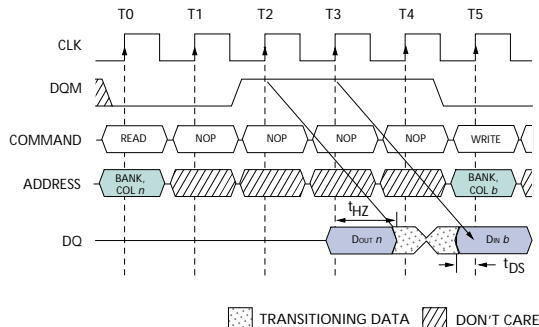 T0 T1 T2 T3 T4 T5
CLK
DQM
COMMAND READ NOP NOP NOP NOP WRITE
ADDRESS BANK, COL n BANK, COL b
tHZ
DQ DOUT n DIN b
tDS
TRANSITIONING DATA DON'T CARE